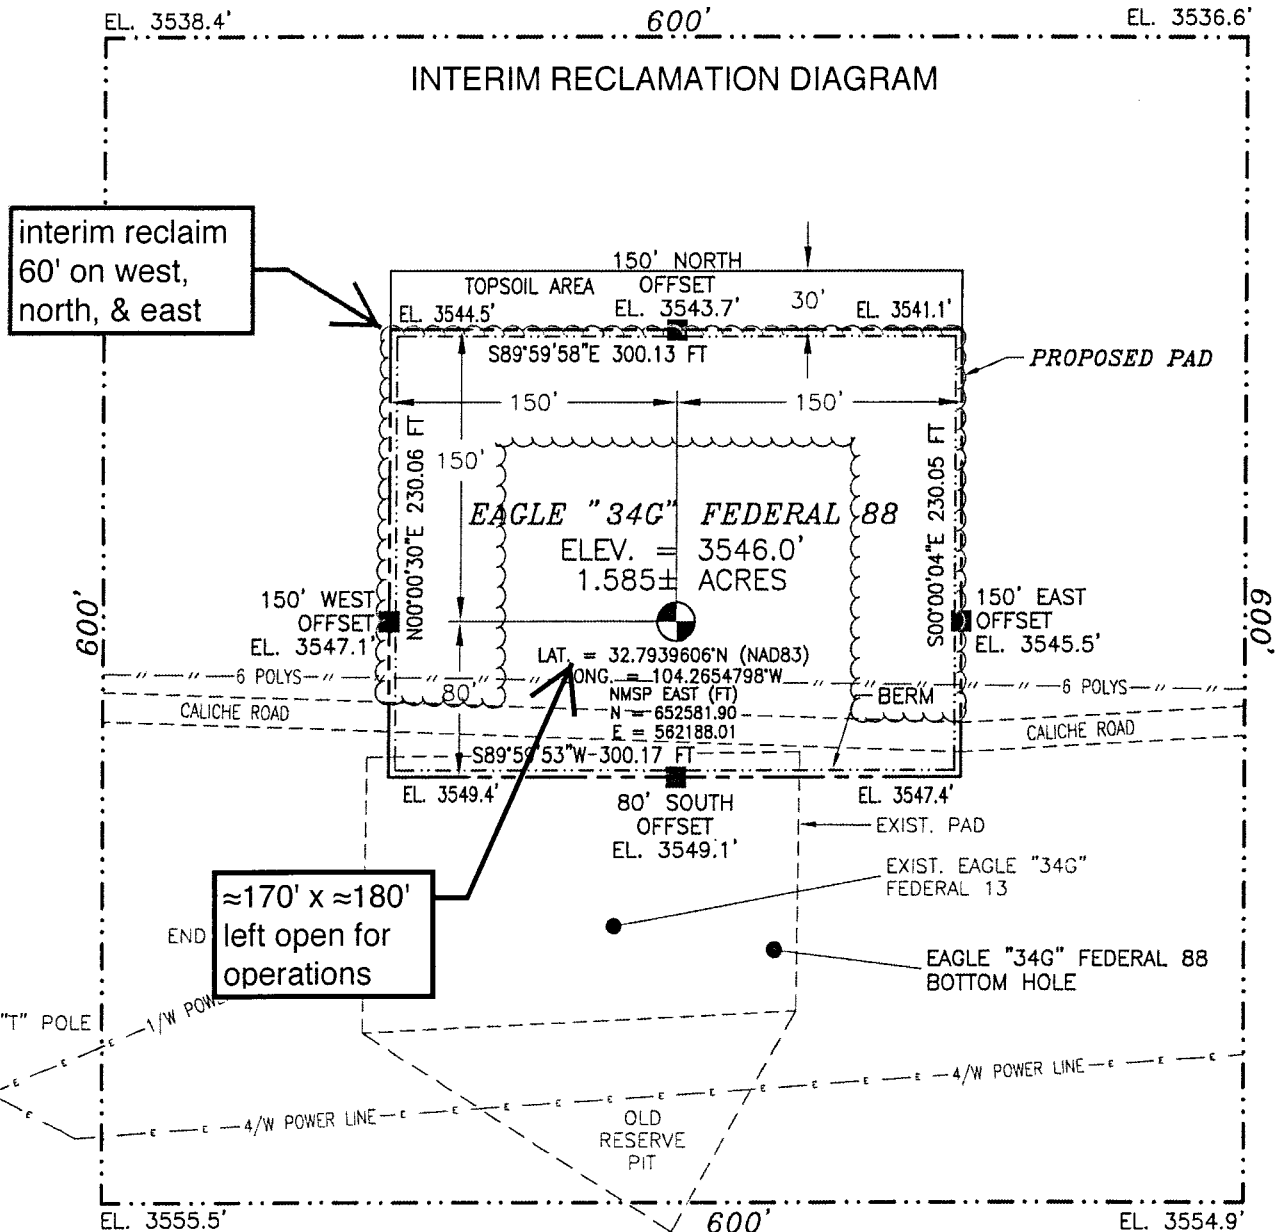 EL. 3538.4'
600'
EL. 3536.6'
INTERIM RECLAMATION DIAGRAM
interim reclaim
60' on west,
north, & east
150' NORTH
OFFSET
EL. 3543.7'
TOPSOIL AREA
30'
EL. 3544.5'
EL. 3541.1'
S89°59'58"E 300.13 FT
PROPOSED PAD
150'
150'
150'
N00°00'30"E 230.06 FT
S00°00'04"E 230.05 FT
EAGLE "34G" FEDERAL 88
ELEV. = 3546.0'
1.585± ACRES
600'
600'
150' WEST
OFFSET
EL. 3547.1'
150' EAST
OFFSET
EL. 3545.5'
LAT. = 32.7939606°N (NAD83)
ONG. = 104.2654798°W
NMSP EAST (FT)
N = 652581.90
E = 562188.01
80'
6 POLYS
6 POLYS
BERM
CALICHE ROAD
CALICHE ROAD
S89°59'53"W 300.17 FT
EL. 3549.4'
EL. 3547.4'
80' SOUTH
OFFSET
EL. 3549.1'
EXIST. PAD
EXIST. EAGLE "34G"
FEDERAL 13
≈170' x ≈180'
left open for
operations
END
EAGLE "34G" FEDERAL 88
BOTTOM HOLE
"T" POLE
1/W POWE
4/W POWER LINE
4/W POWER LINE
OLD
RESERVE
PIT
EL. 3555.5'
600'
EL. 3554.9'